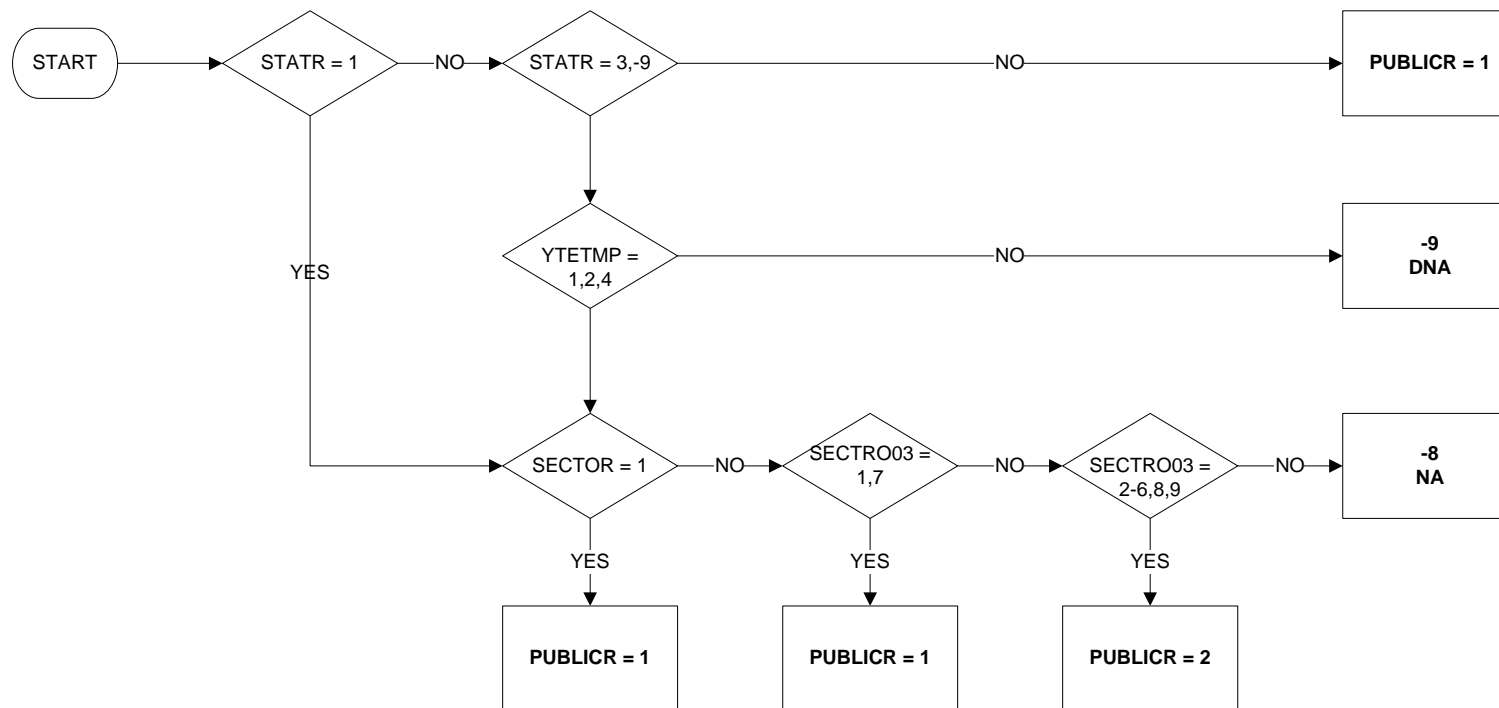 START
STATR = 1
NO
STATR = 3,-9
NO
PUBLICR = 1
YES
YTETMP =
1,2,4
NO
-9
DNA
SECTOR = 1
NO
SECTRO03 =
1,7
NO
SECTRO03 =
2-6,8,9
NO
-8
NA
YES
YES
YES
PUBLICR = 1
PUBLICR = 1
PUBLICR = 2